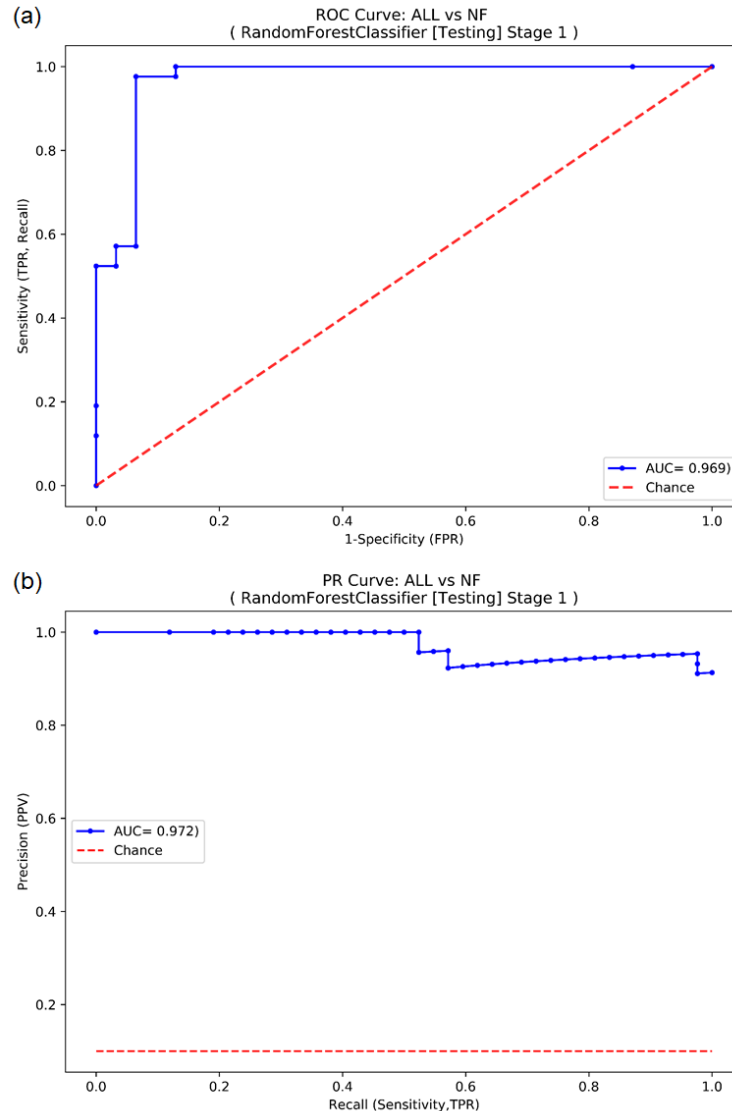 (a)
ROC Curve: ALL vs NF
( RandomForestClassifier [Testing] Stage 1 )
1.0
0.8
0.6
0.4
0.2
0.0
Sensitivity (TPR, Recall)
AUC= 0.969)
Chance
0.0 0.2 0.4 0.6 0.8 1.0
1-Specificity (FPR)
(b)
PR Curve: ALL vs NF
( RandomForestClassifier [Testing] Stage 1 )
1.0
0.8
0.6
0.4
0.2
Precision (PPV)
AUC= 0.972)
Chance
0.0 0.2 0.4 0.6 0.8 1.0
Recall (Sensitivity,TPR)